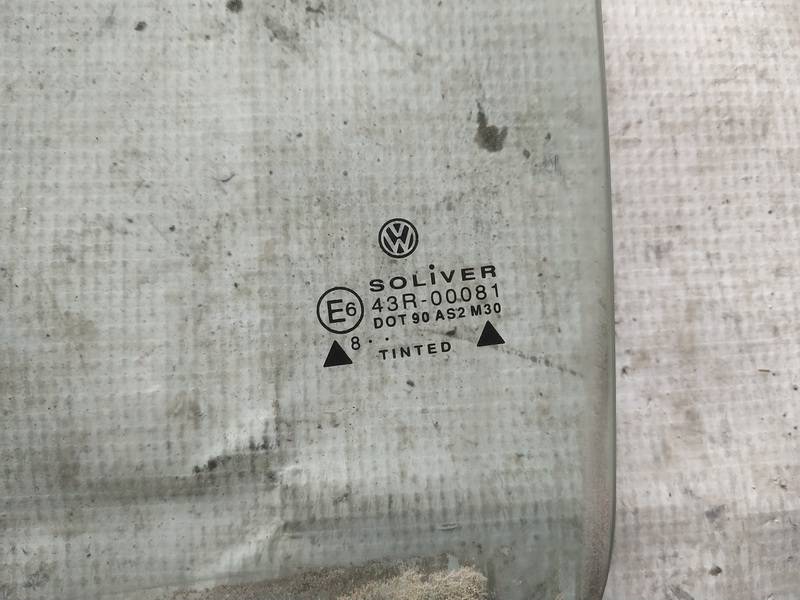 SOLiVER
E6 43R-00081
DOT 90 AS2 M30
8··
TINTED